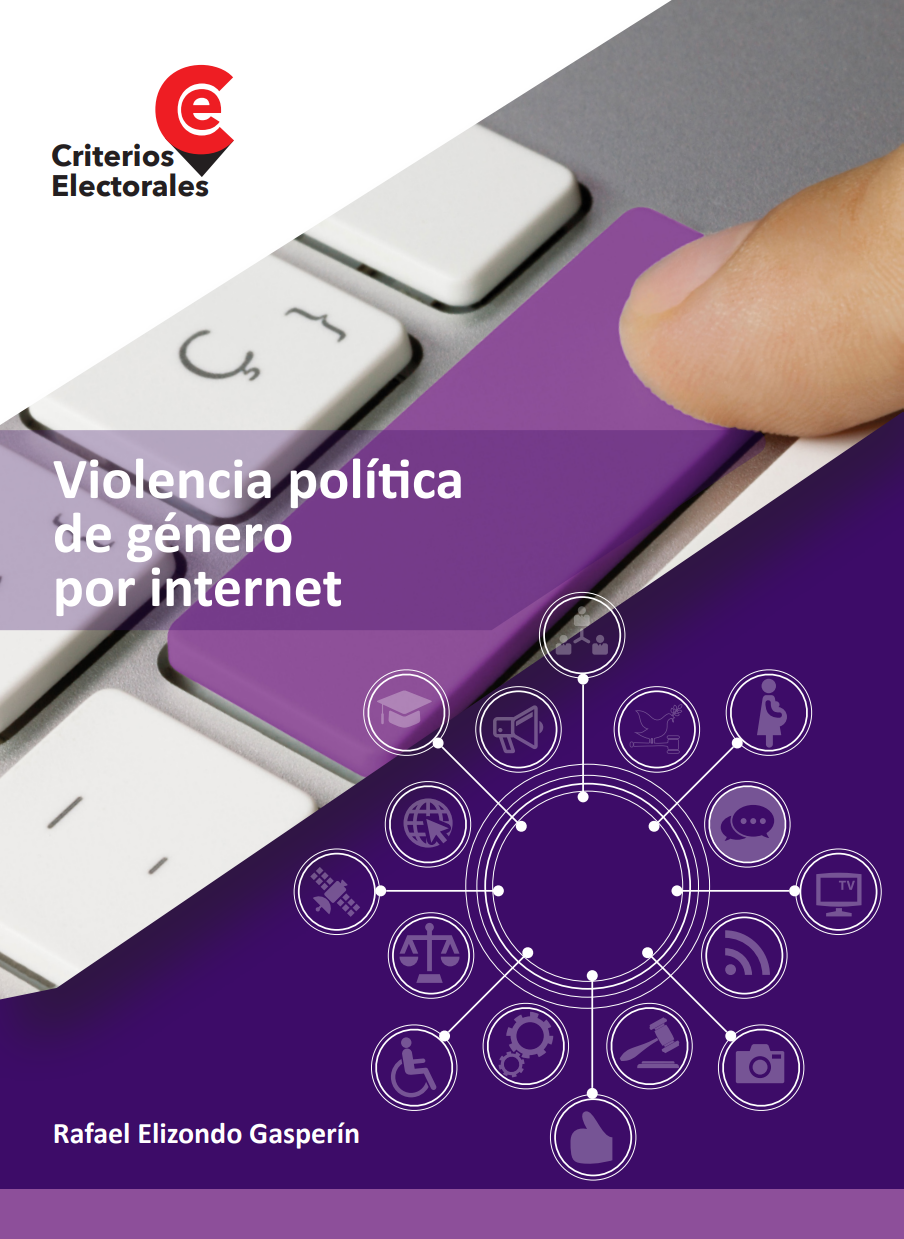 e
Criterios
Electorales
Ç
}
Violencia política
de género
por internet
TV
Rafael Elizondo Gasperín